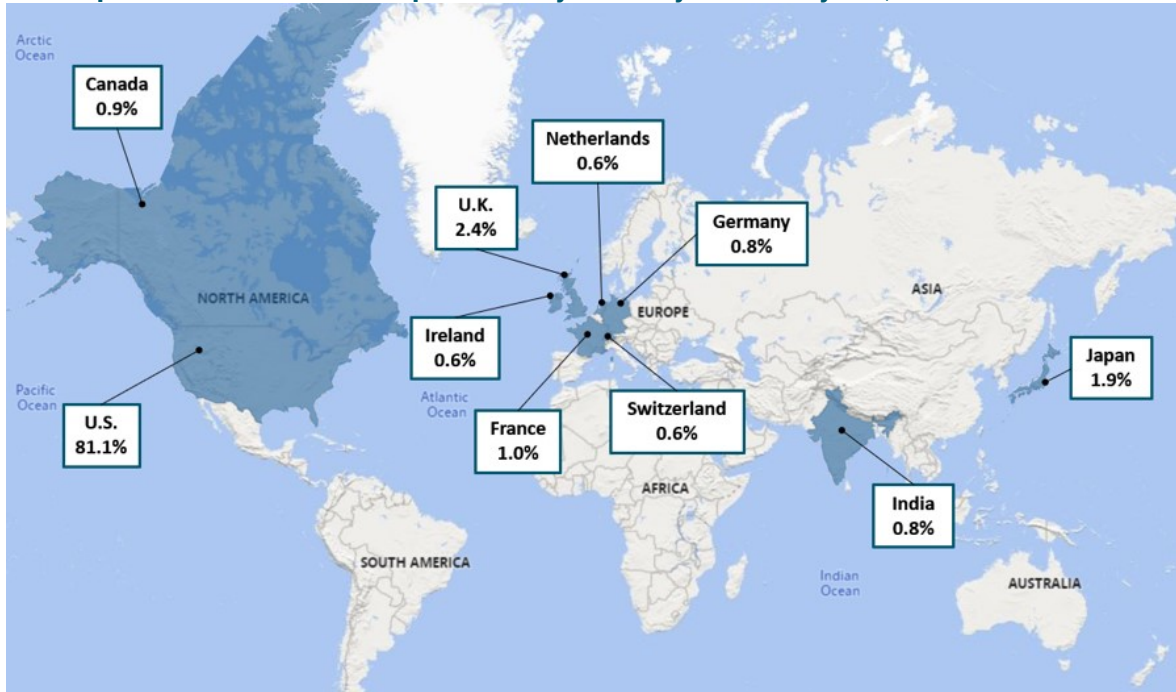 Arctic
Ocean
Canada
0.9%
Netherlands
0.6%
U.K.
2.4%
Germany
0.8%
NORTH AMERICA
ASIA
EUROPE
Ireland
0.6%
Japan
1.9%
Pacific
Ocean
Atlantic
Ocean
U.S.
81.1%
France
1.0%
Switzerland
0.6%
AFRICA
India
0.8%
SOUTH AMERICA
Indian
Ocean
AUSTRALIA